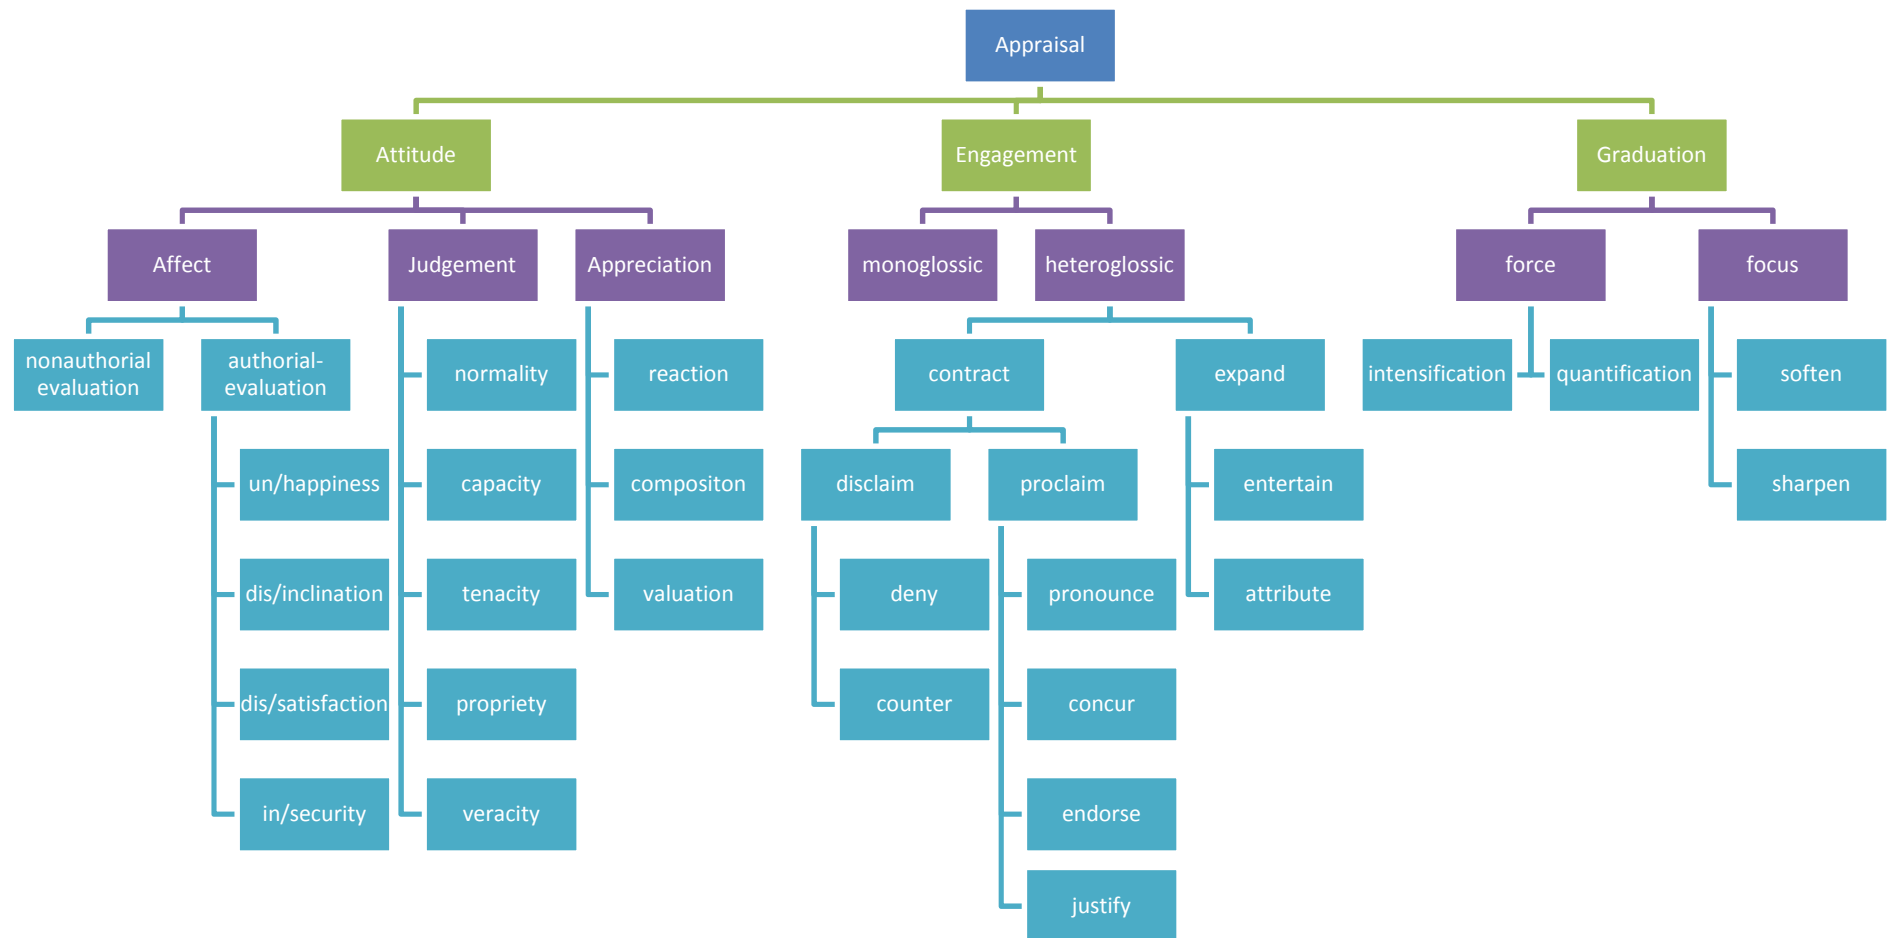 Appraisal
Attitude
Engagement
Graduation
Affect
Judgement
Appreciation
monoglossic
heteroglossic
force
focus
nonauthorial
evaluation
authorial-
evaluation
normality
reaction
contract
expand
intensification
quantification
soften
un/happiness
capacity
compositon
disclaim
proclaim
entertain
sharpen
dis/inclination
tenacity
valuation
deny
pronounce
attribute
dis/satisfaction
propriety
counter
concur
in/security
veracity
endorse
justify